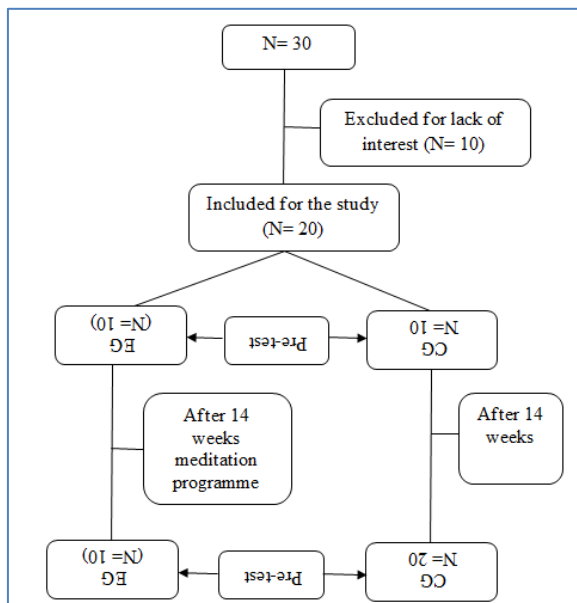 N= 30
Excluded for lack of
interest (N= 10)
Included for the study
(N= 20)
EG
(N= 10)
Pre-test
CG
N= 10
After 14
weeks
meditation
programme
After 14
weeks
EG
(N= 10)
Pre-test
CG
N= 20